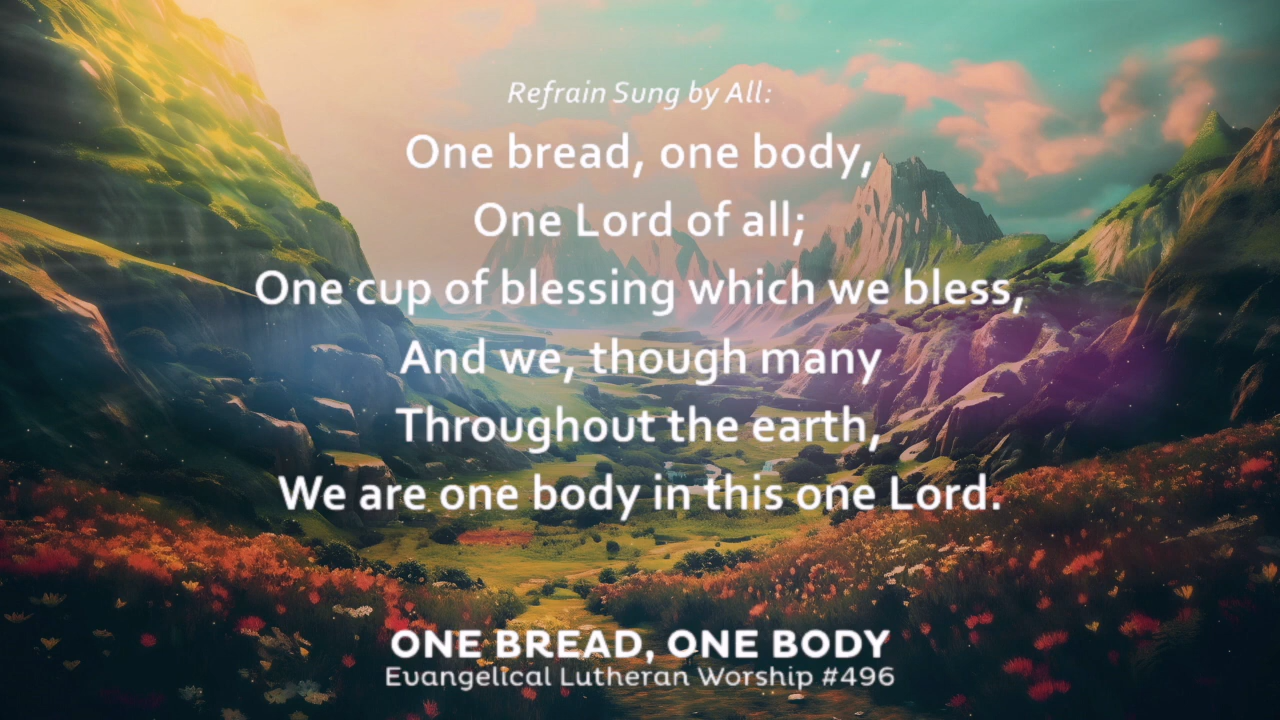 Refrain Sung by All:
One bread, one body,
One Lord of all;
One cup of blessing which we bless,
And we, though many
Throughout the earth,
We are one body in this one Lord.
ONE BREAD, ONE BODY
Evangelical Lutheran Worship #496